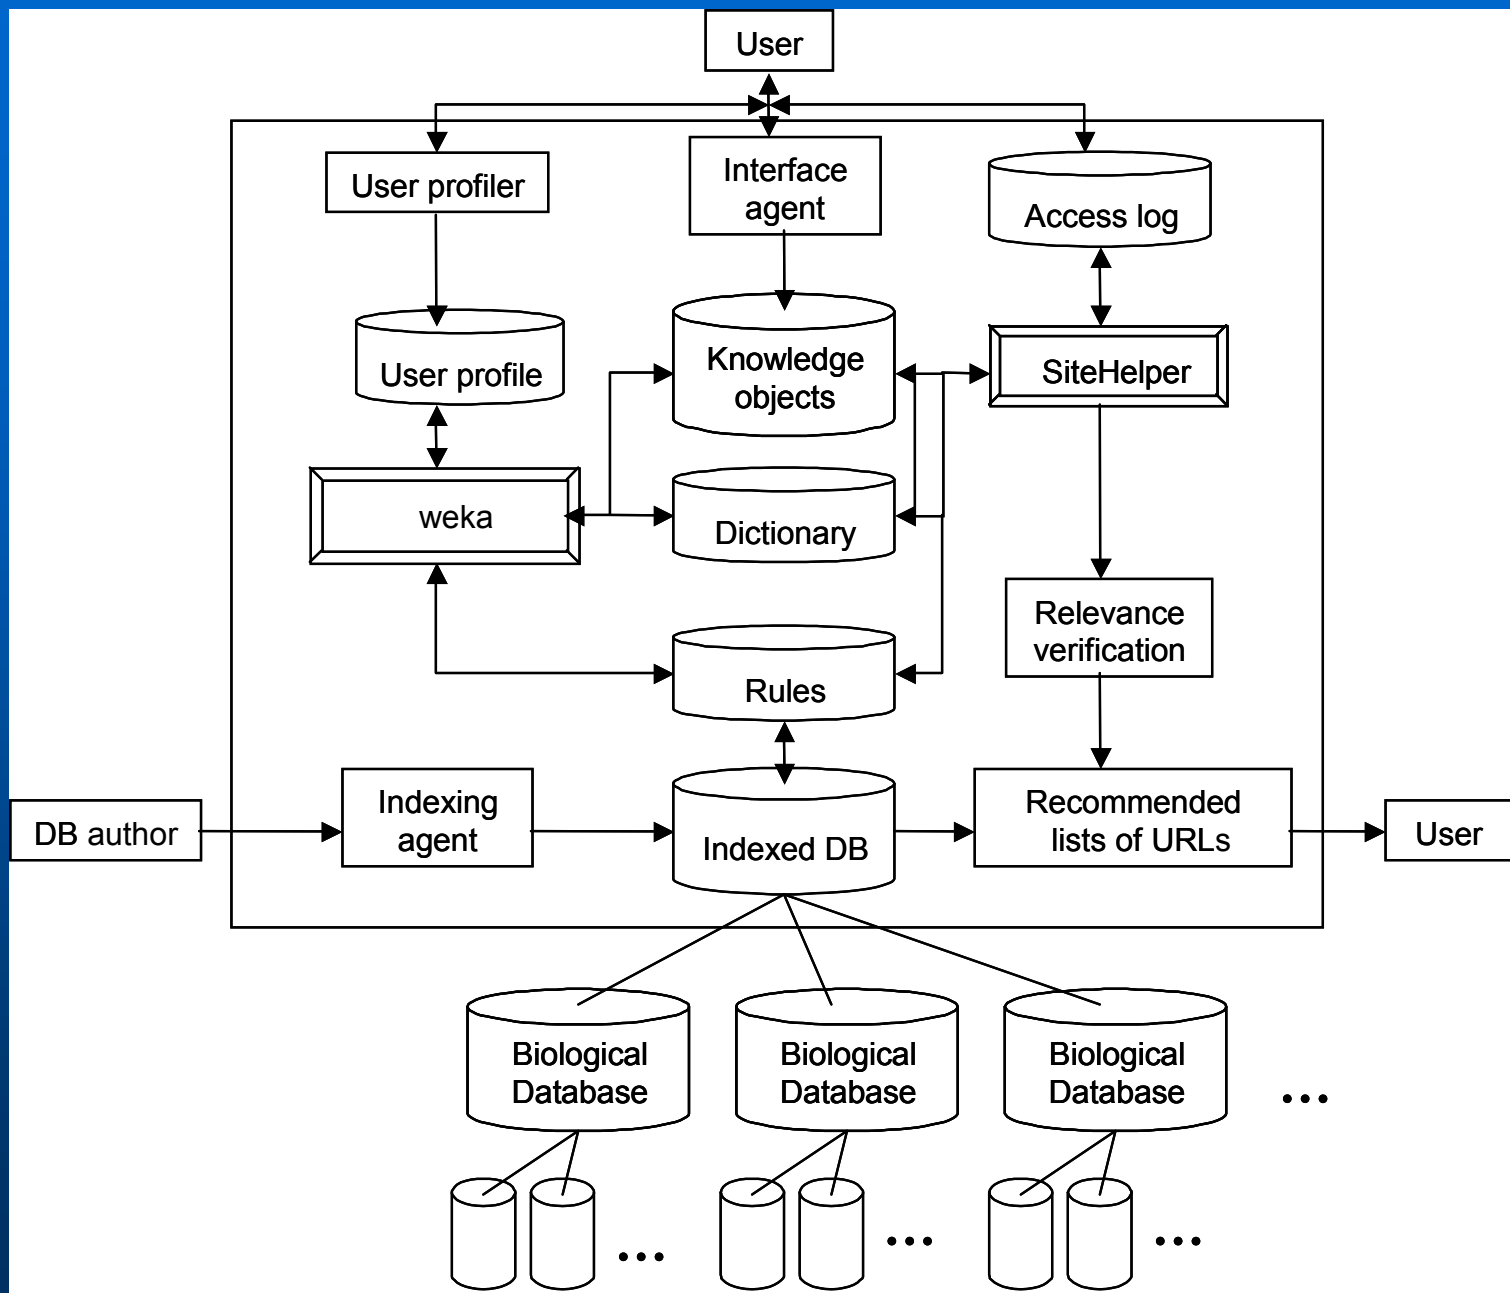 User
User profiler
Interface
agent
Access log
User profile
Knowledge
objects
SiteHelper
weka
Dictionary
Relevance
verification
Rules
DB author
Indexing
agent
Indexed DB
Recommended
lists of URLs
User
Biological
Database
Biological
Database
Biological
Database
...
...
...
...